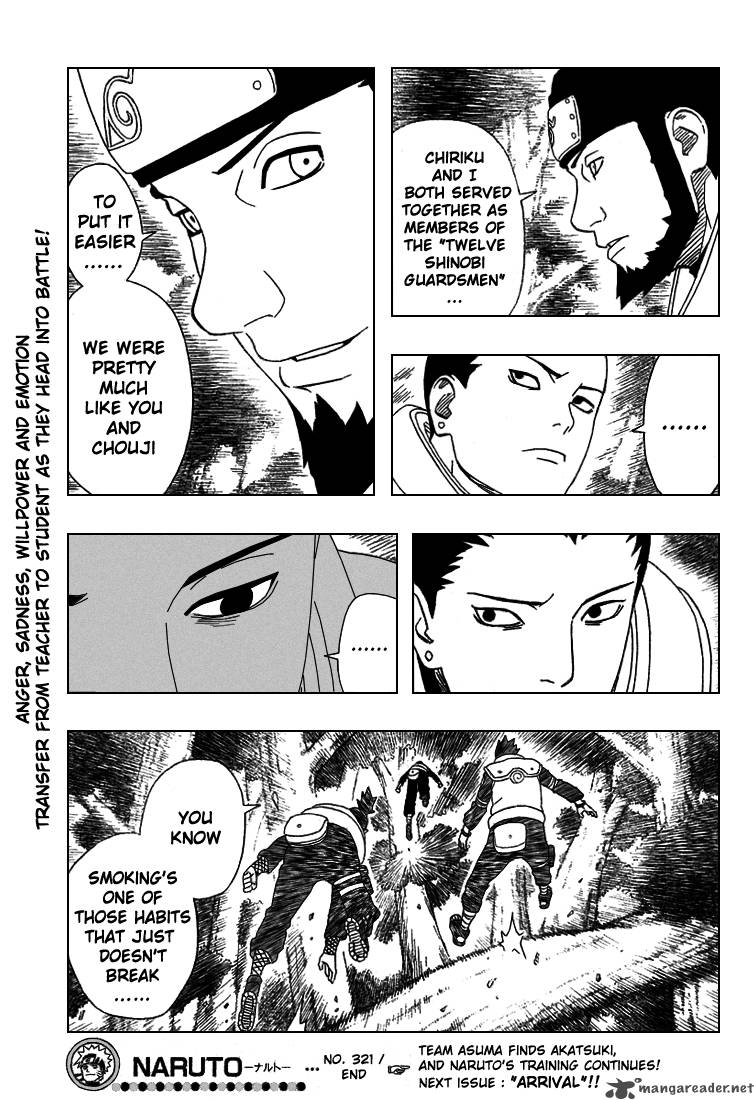 CHIRIKU
AND I
BOTH SERVED
TOGETHER AS
MEMBERS OF
THE "TWELVE
SHINOBI
GUARDSMEN"
...
TO
PUT IT
EASIER
......
WE WERE
PRETTY
MUCH
LIKE YOU
AND
CHOUJI
......
......
YOU
KNOW
SMOKING'S
ONE OF
THOSE HABITS
THAT JUST
DOESN'T
BREAK
......
ANGER, SADNESS, WILLPOWER AND EMOTION
TRANSFER FROM TEACHER TO STUDENT AS THEY HEAD INTO BATTLE!
NARUTO -ナルト- ... NO. 321 /
END
TEAM ASUMA FINDS AKATSUKI,
AND NARUTO'S TRAINING CONTINUES!
NEXT ISSUE : "ARRIVAL"!!
mangareader.net